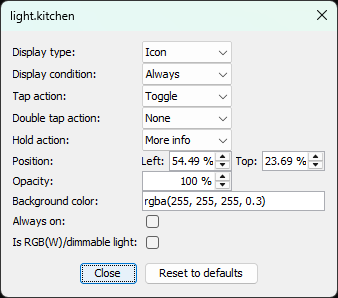 light.kitchen
Display type: Icon
Display condition: Always
Tap action: Toggle
Double tap action: None
Hold action: More info
Position: Left: 54.49 % Top: 23.69 %
Opacity: 100 %
Background color: rgba(255, 255, 255, 0.3)
Always on:
Is RGB(W)/dimmable light:
Close Reset to defaults